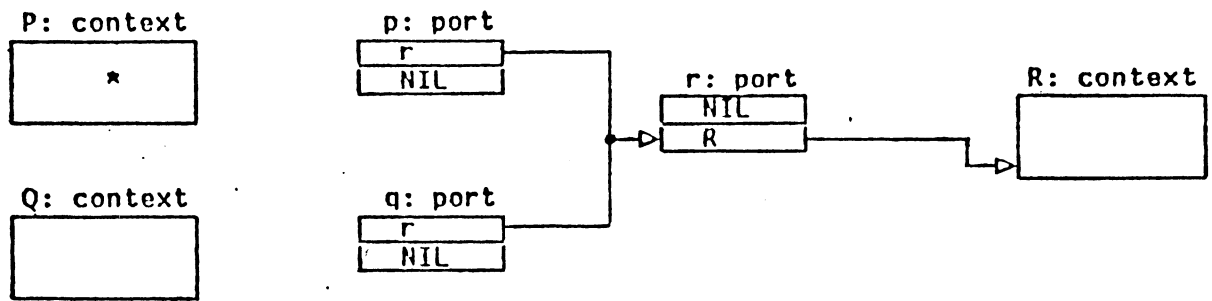 P: context
*
p: port
r
NIL
r: port
NIL
R
R: context
Q: context
q: port
r
NIL